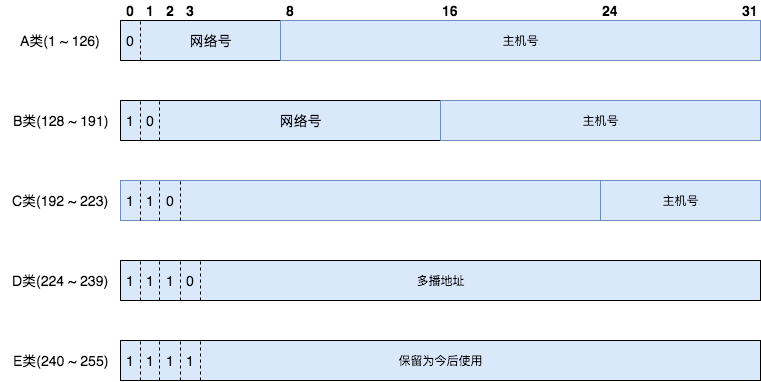 0 1 2 3 8 16 24 31
A类(1 ~ 126) 0 网络号 主机号
B类(128 ~ 191) 1 0 网络号 主机号
C类(192 ~ 223) 1 1 0 主机号
D类(224 ~ 239) 1 1 1 0 多播地址
E类(240 ~ 255) 1 1 1 1 保留为今后使用